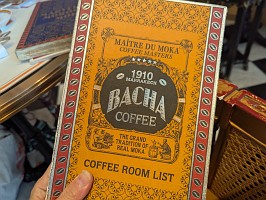 MAÎTRE DU MOKA
COFFEE MASTERS
1910
MARRAKECH
BACHA
COFFEE
THE GRAND
TRADITION OF
REAL MOKA
COFFEE ROOM LIST